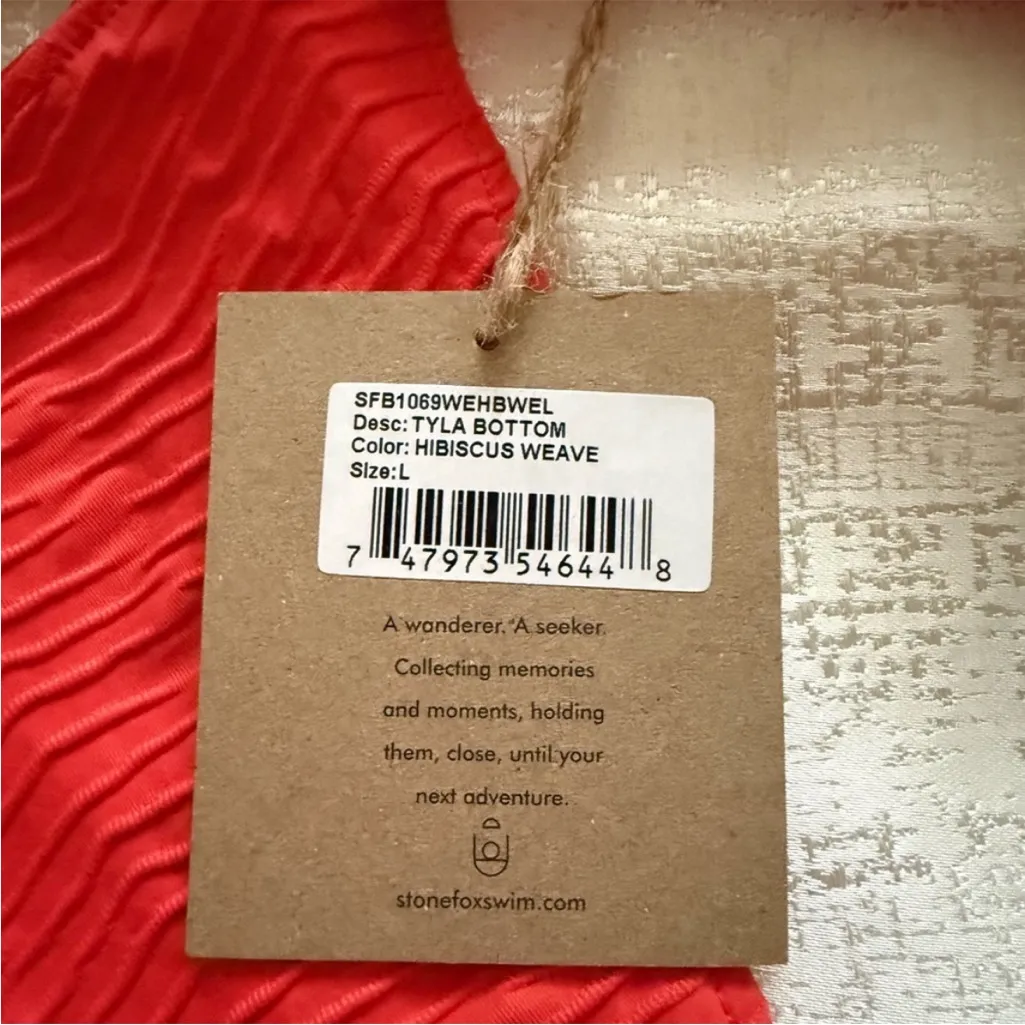 SFB1069WEHBWEL
Desc: TYLA BOTTOM
Color: HIBISCUS WEAVE
Size: L
7 47973 54644 8
A wanderer. A seeker.
Collecting memories
and moments, holding
them, close, until your
next adventure.
stonefoxswim.com